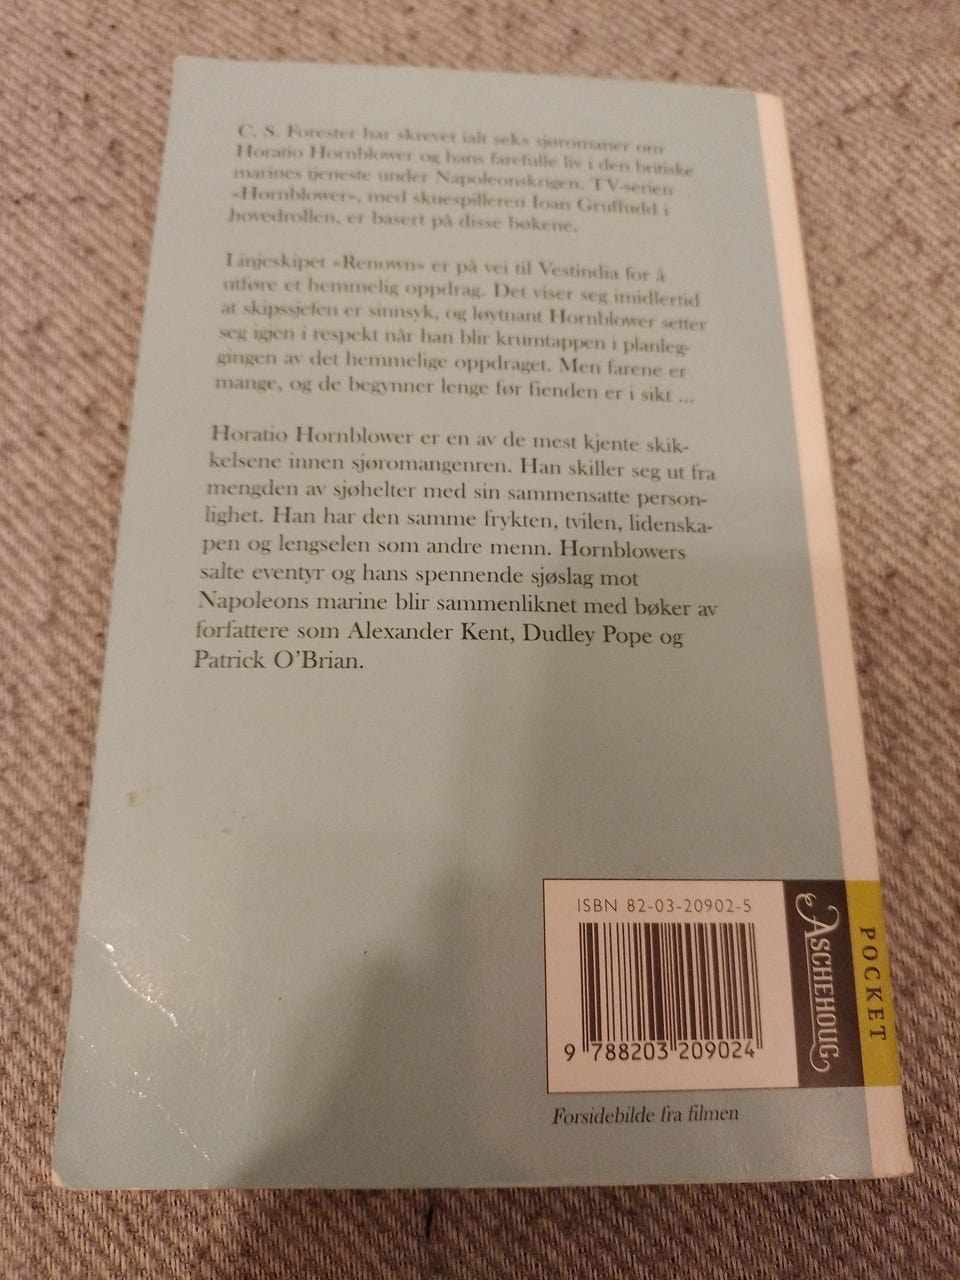 C. S. Forester har skrevet ialt seks sjøromaner om
Horatio Hornblower og hans farefulle liv i den britiske
marines tjeneste under Napoleonskrigen. TV-serien
«Hornblower», med skuespilleren Ioan Gruffudd i
hovedrollen, er basert på disse bøkene.
Linjeskipet «Renown» er på vei til Vestindia for å
utføre et hemmelig oppdrag. Det viser seg imidlertid
at skipssjefen er sinnsyk, og løytnant Hornblower setter
seg igjen i respekt når han blir krumtappen i planleg-
gingen av det hemmelige oppdraget. Men farene er
mange, og de begynner lenge før fienden er i sikt ...
Horatio Hornblower er en av de mest kjente skik-
kelsene innen sjøromangenren. Han skiller seg ut fra
mengden av sjøhelter med sin sammensatte person-
lighet. Han har den samme frykten, tvilen, lidenska-
pen og lengselen som andre menn. Hornblowers
salte eventyr og hans spennende sjøslag mot
Napoleons marine blir sammenliknet med bøker av
forfattere som Alexander Kent, Dudley Pope og
Patrick O'Brian.
ISBN 82-03-20902-5
9 788203 209024
ASCHEHOUG
POCKET
Forsidebilde fra filmen